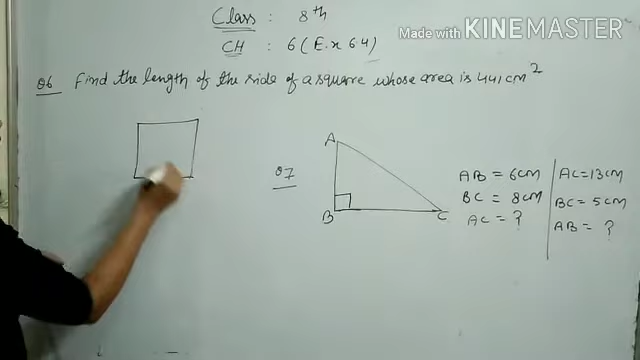 Class : 8th
Made with KINEMASTER
CH : 6 (Ex 6.4)
Q6 Find the length of the side of a square whose area is 441 cm2
Q7
A
B
C
AB = 6cm
BC = 8cm
AC = ?
AC = 13cm
BC = 5cm
AB = ?